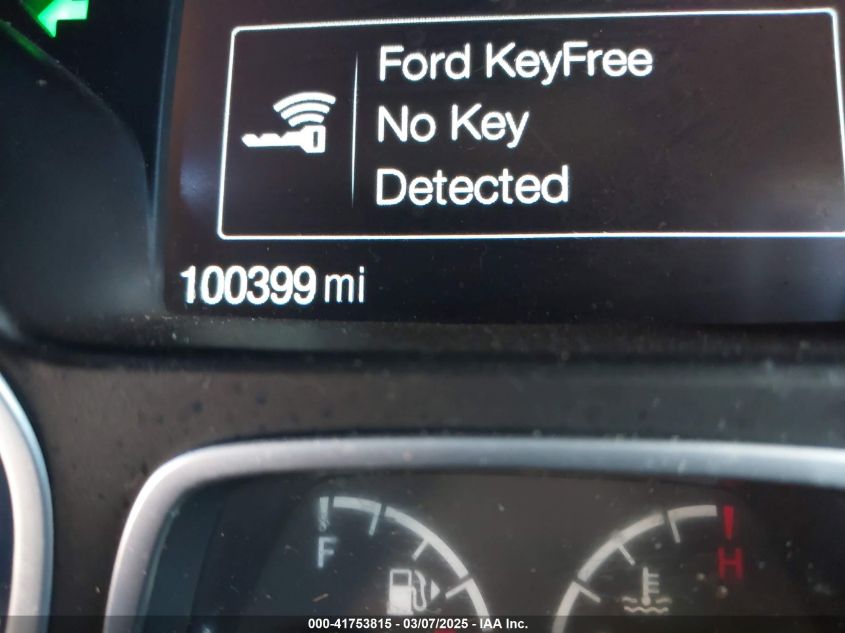 Ford KeyFree
No Key
Detected
100399 mi
F
H
000-41753815 - 03/07/2025 - IAA Inc.